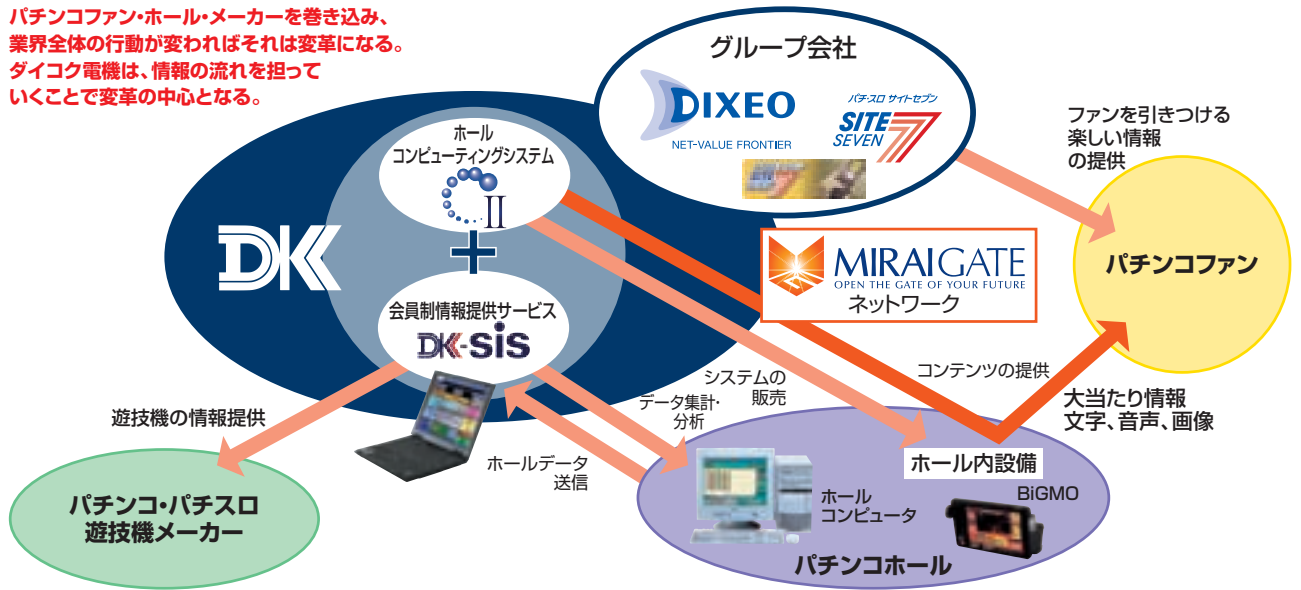 パチンコファン・ホール・メーカーを巻き込み、
業界全体の行動が変わればそれは変革になる。
ダイコク電機は、情報の流れを担って
いくことで変革の中心となる。
グループ会社
DIXEO
NET-VALUE FRONTIER
パチ・スロ サイトセブン
SITE
SEVEN
7
ファンを引きつける
楽しい情報
の提供
ホール
コンピューティングシステム
II
DK
+
会員制情報提供サービス
DK-SiS
MIRAIGATE
OPEN THE GATE OF YOUR FUTURE
ネットワーク
パチンコファン
コンテンツの提供
大当たり情報
文字、音声、画像
システムの
販売
データ集計・
分析
遊技機の情報提供
ホールデータ
送信
パチンコ・パチスロ
遊技機メーカー
ホール内設備
BiGMO
ホール
コンピュータ
パチンコホール